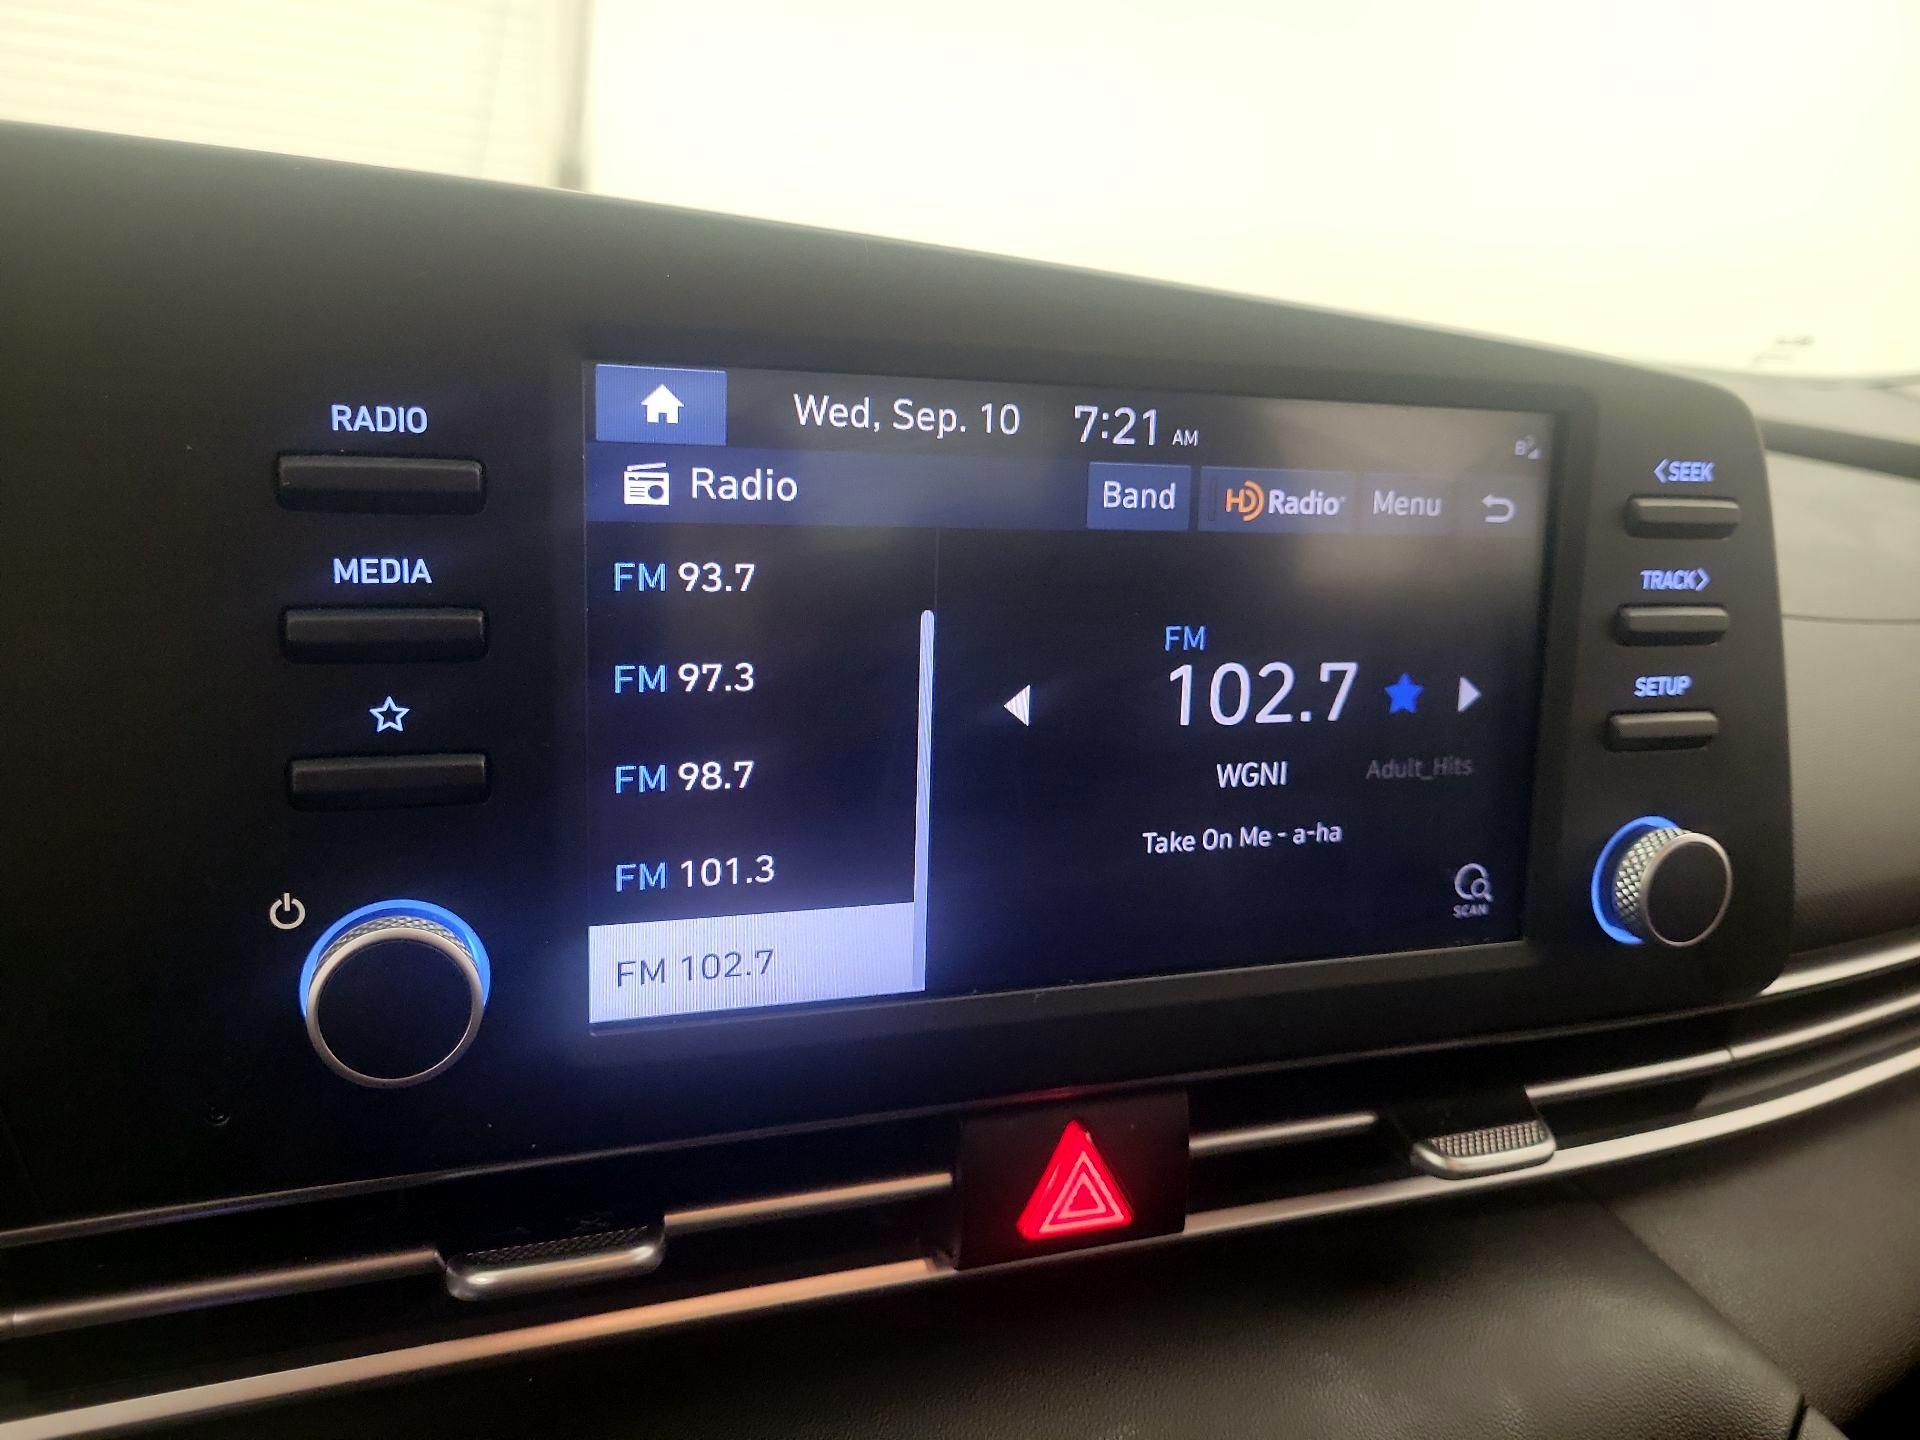 RADIO
MEDIA
Wed, Sep. 10 7:21 AM
Radio
Band
HD Radio
Menu
FM 93.7
FM 97.3
FM 98.7
FM 101.3
FM 102.7
FM
102.7
WGNI
Adult_Hits
Take On Me - a-ha
SCAN
<SEEK
TRACK>
SETUP